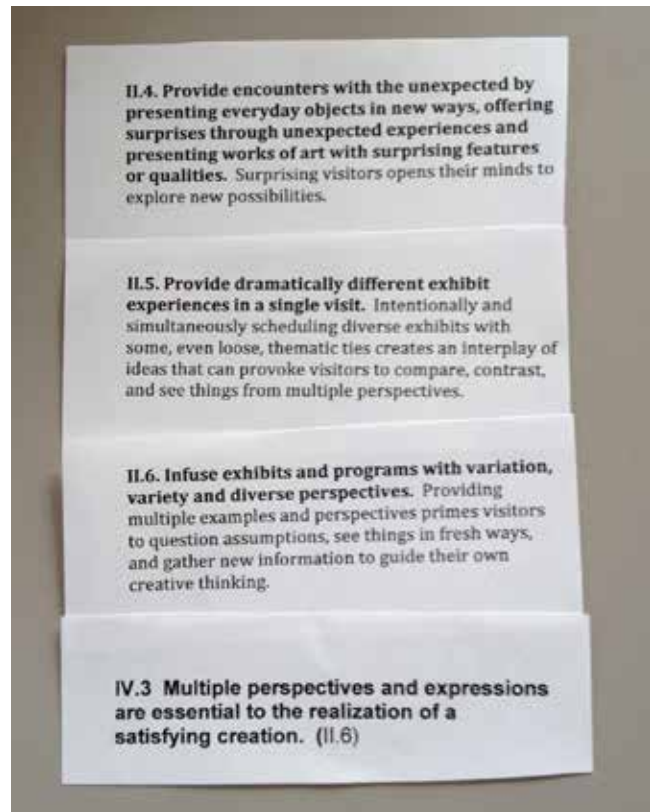 II.4. Provide encounters with the unexpected by
presenting everyday objects in new ways, offering
surprises through unexpected experiences and
presenting works of art with surprising features
or qualities. Surprising visitors opens their minds to
explore new possibilities.
II.5. Provide dramatically different exhibit
experiences in a single visit. Intentionally and
simultaneously scheduling diverse exhibits with
some, even loose, thematic ties creates an interplay of
ideas that can provoke visitors to compare, contrast,
and see things from multiple perspectives.
II.6. Infuse exhibits and programs with variation,
variety and diverse perspectives. Providing
multiple examples and perspectives primes visitors
to question assumptions, see things in fresh ways,
and gather new information to guide their own
creative thinking.
IV.3 Multiple perspectives and expressions
are essential to the realization of a
satisfying creation. (II.6)